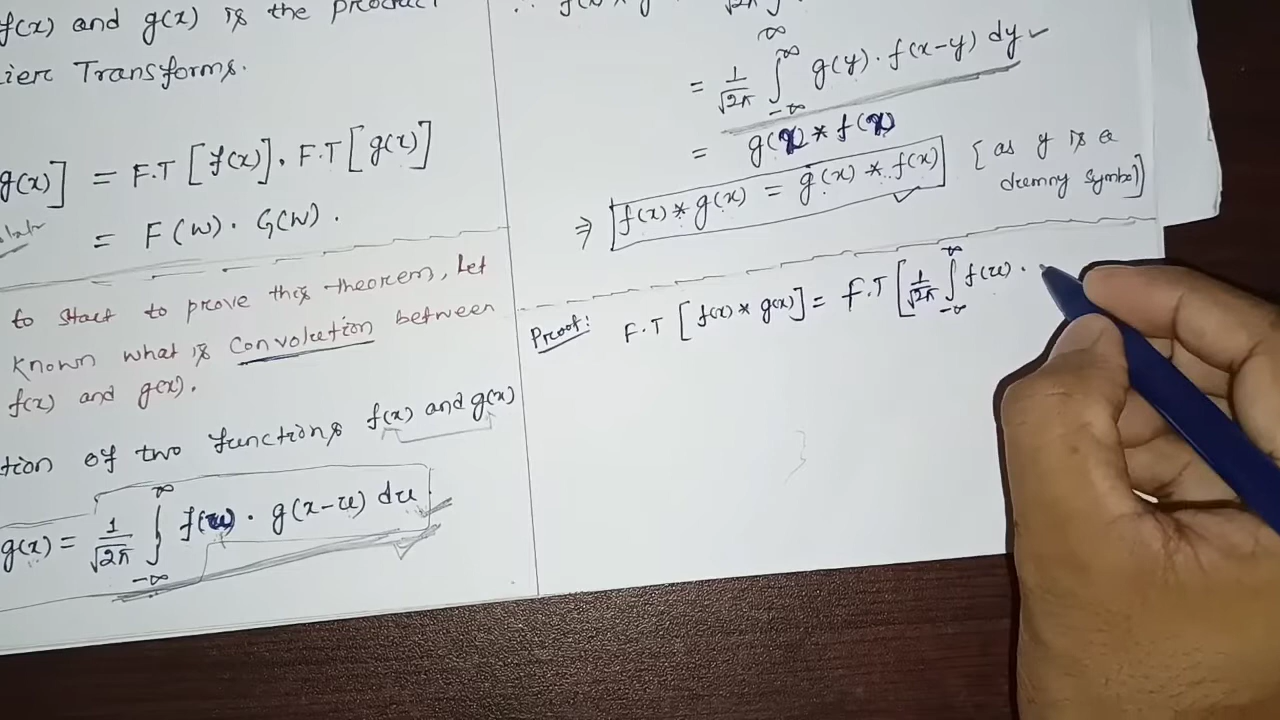 f(x) and g(x) is the product
ier Transforms.
g(x)] = F.T [f(x)] . F.T [g(x)]
= F(W) . G(W) .
to start to prove this theorem, Let
known what is Convolution between
f(x) and g(x).
tion of two functions f(x) and g(x)
g(x) = 1/√2π ∫_{-∞}^{∞} f(u) . g(x-u) du
= 1/√2π ∫_{-∞}^{∞} g(y) . f(x-y) dy
= g(x) * f(x)
⇒ f(x) * g(x) = g(x) * f(x) [as y is a
dummy symbol]
Proof: F.T [f(x) * g(x)] = F.T [1/√2π ∫_{-∞}^{∞} f(u) .